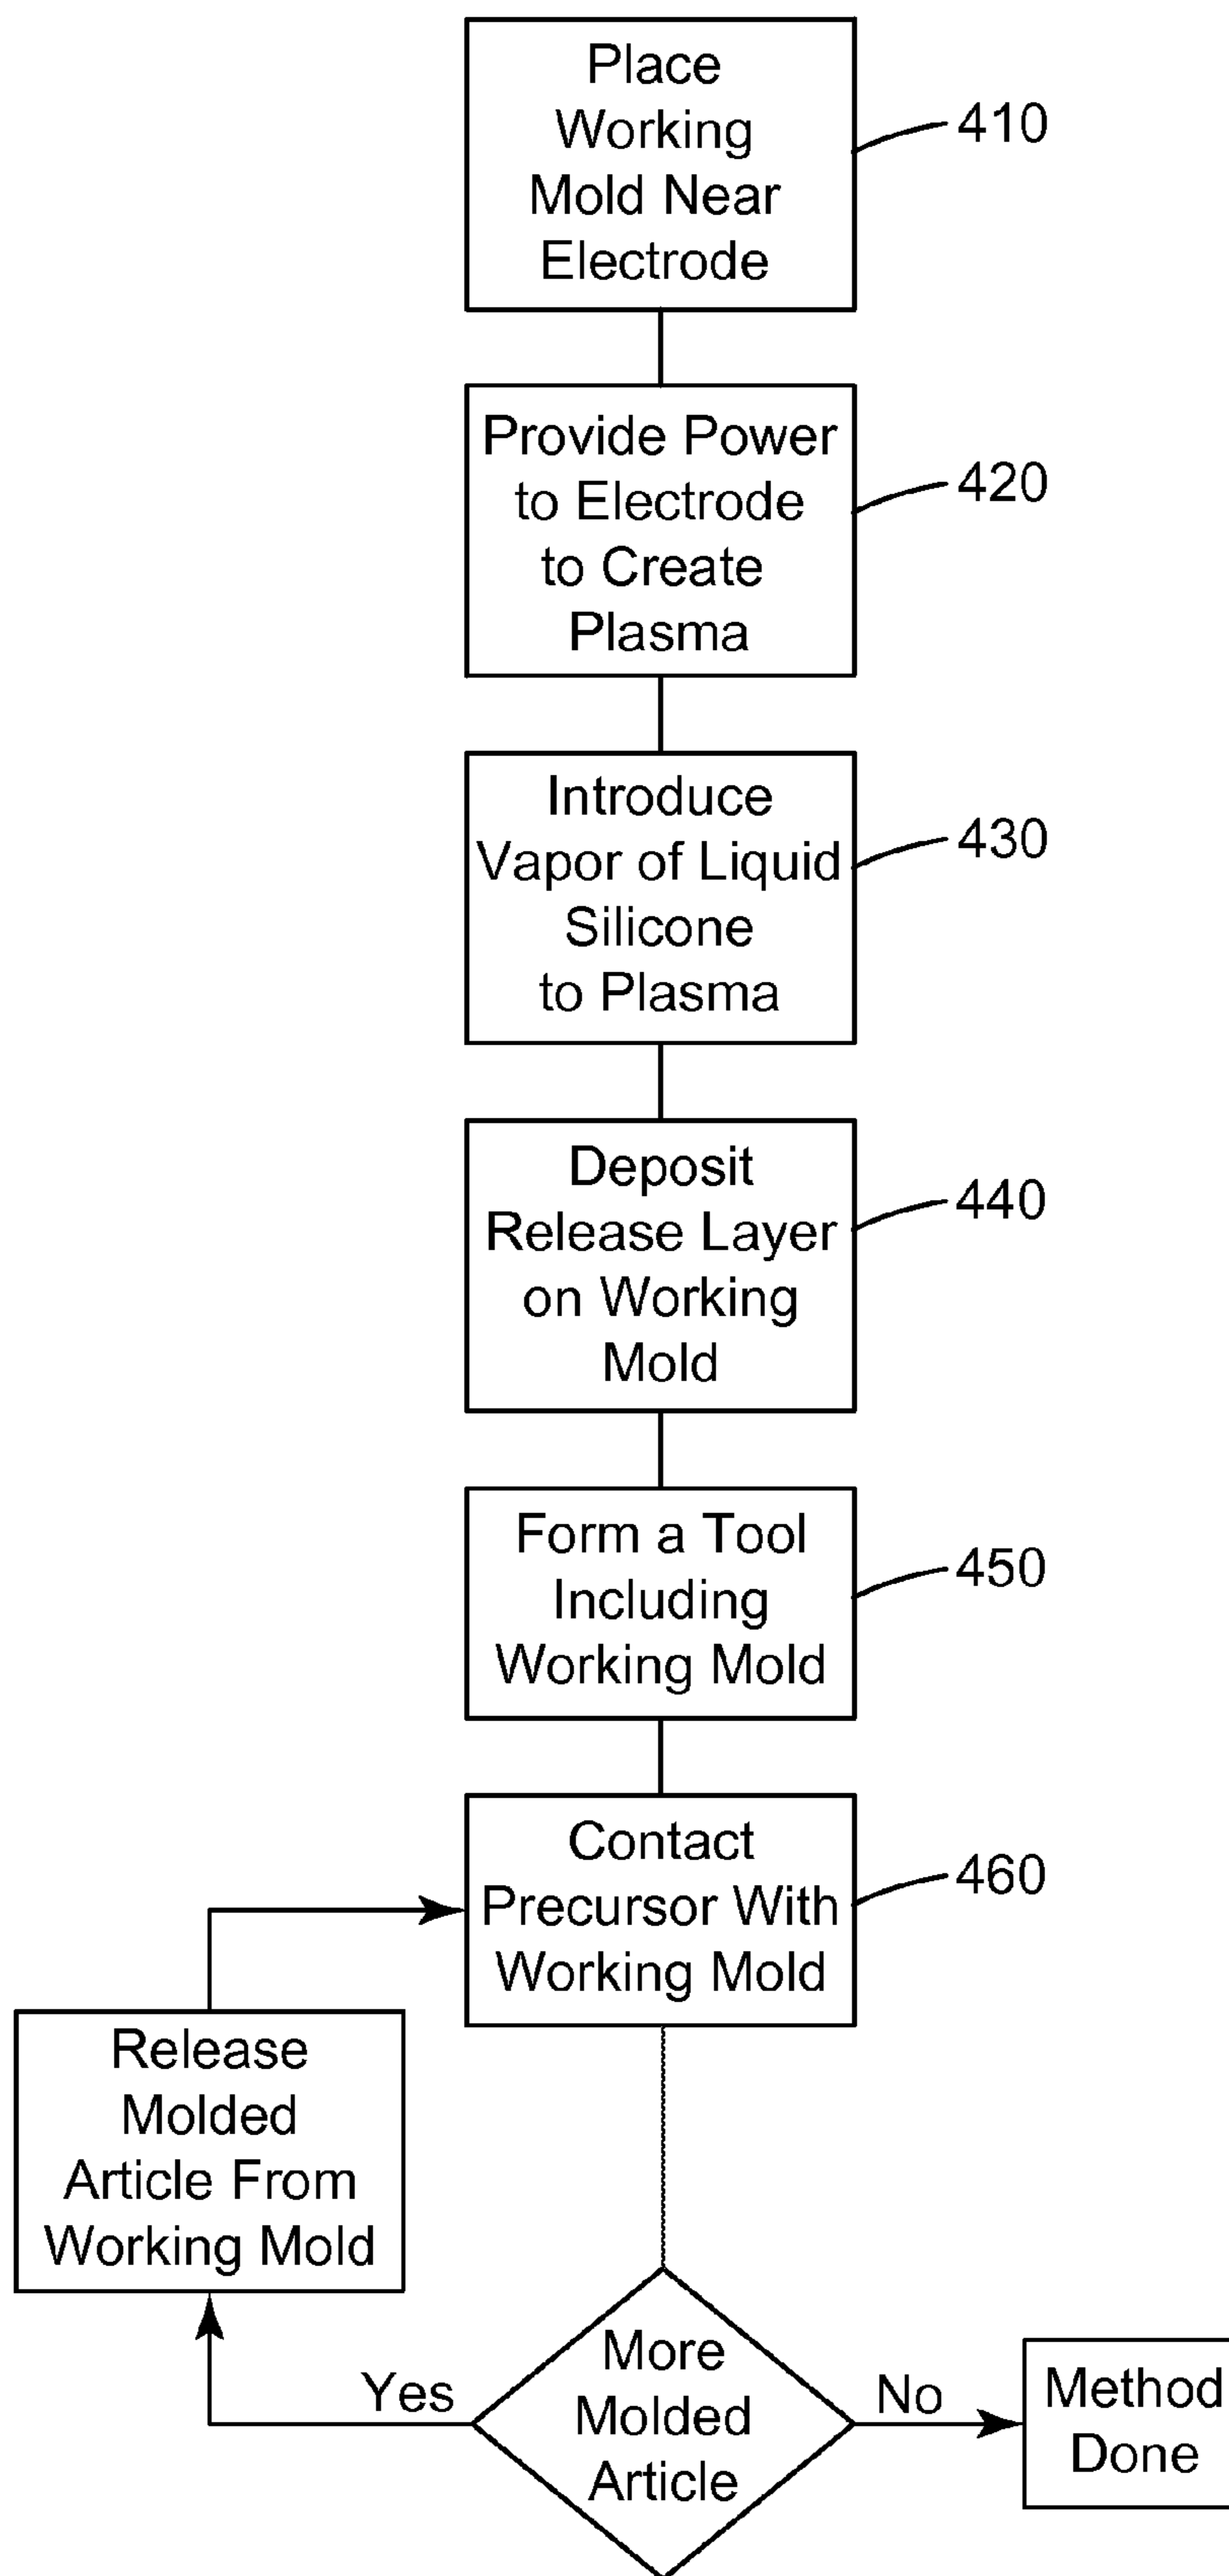 Place
Working
Mold Near
Electrode
410
Provide Power
to Electrode
to Create
Plasma
420
Introduce
Vapor of Liquid
Silicone
to Plasma
430
Deposit
Release Layer
on Working
Mold
440
Form a Tool
Including
Working Mold
450
Contact
Precursor With
Working Mold
460
Release
Molded
Article From
Working Mold
More
Molded
Article
Yes
No
Method
Done